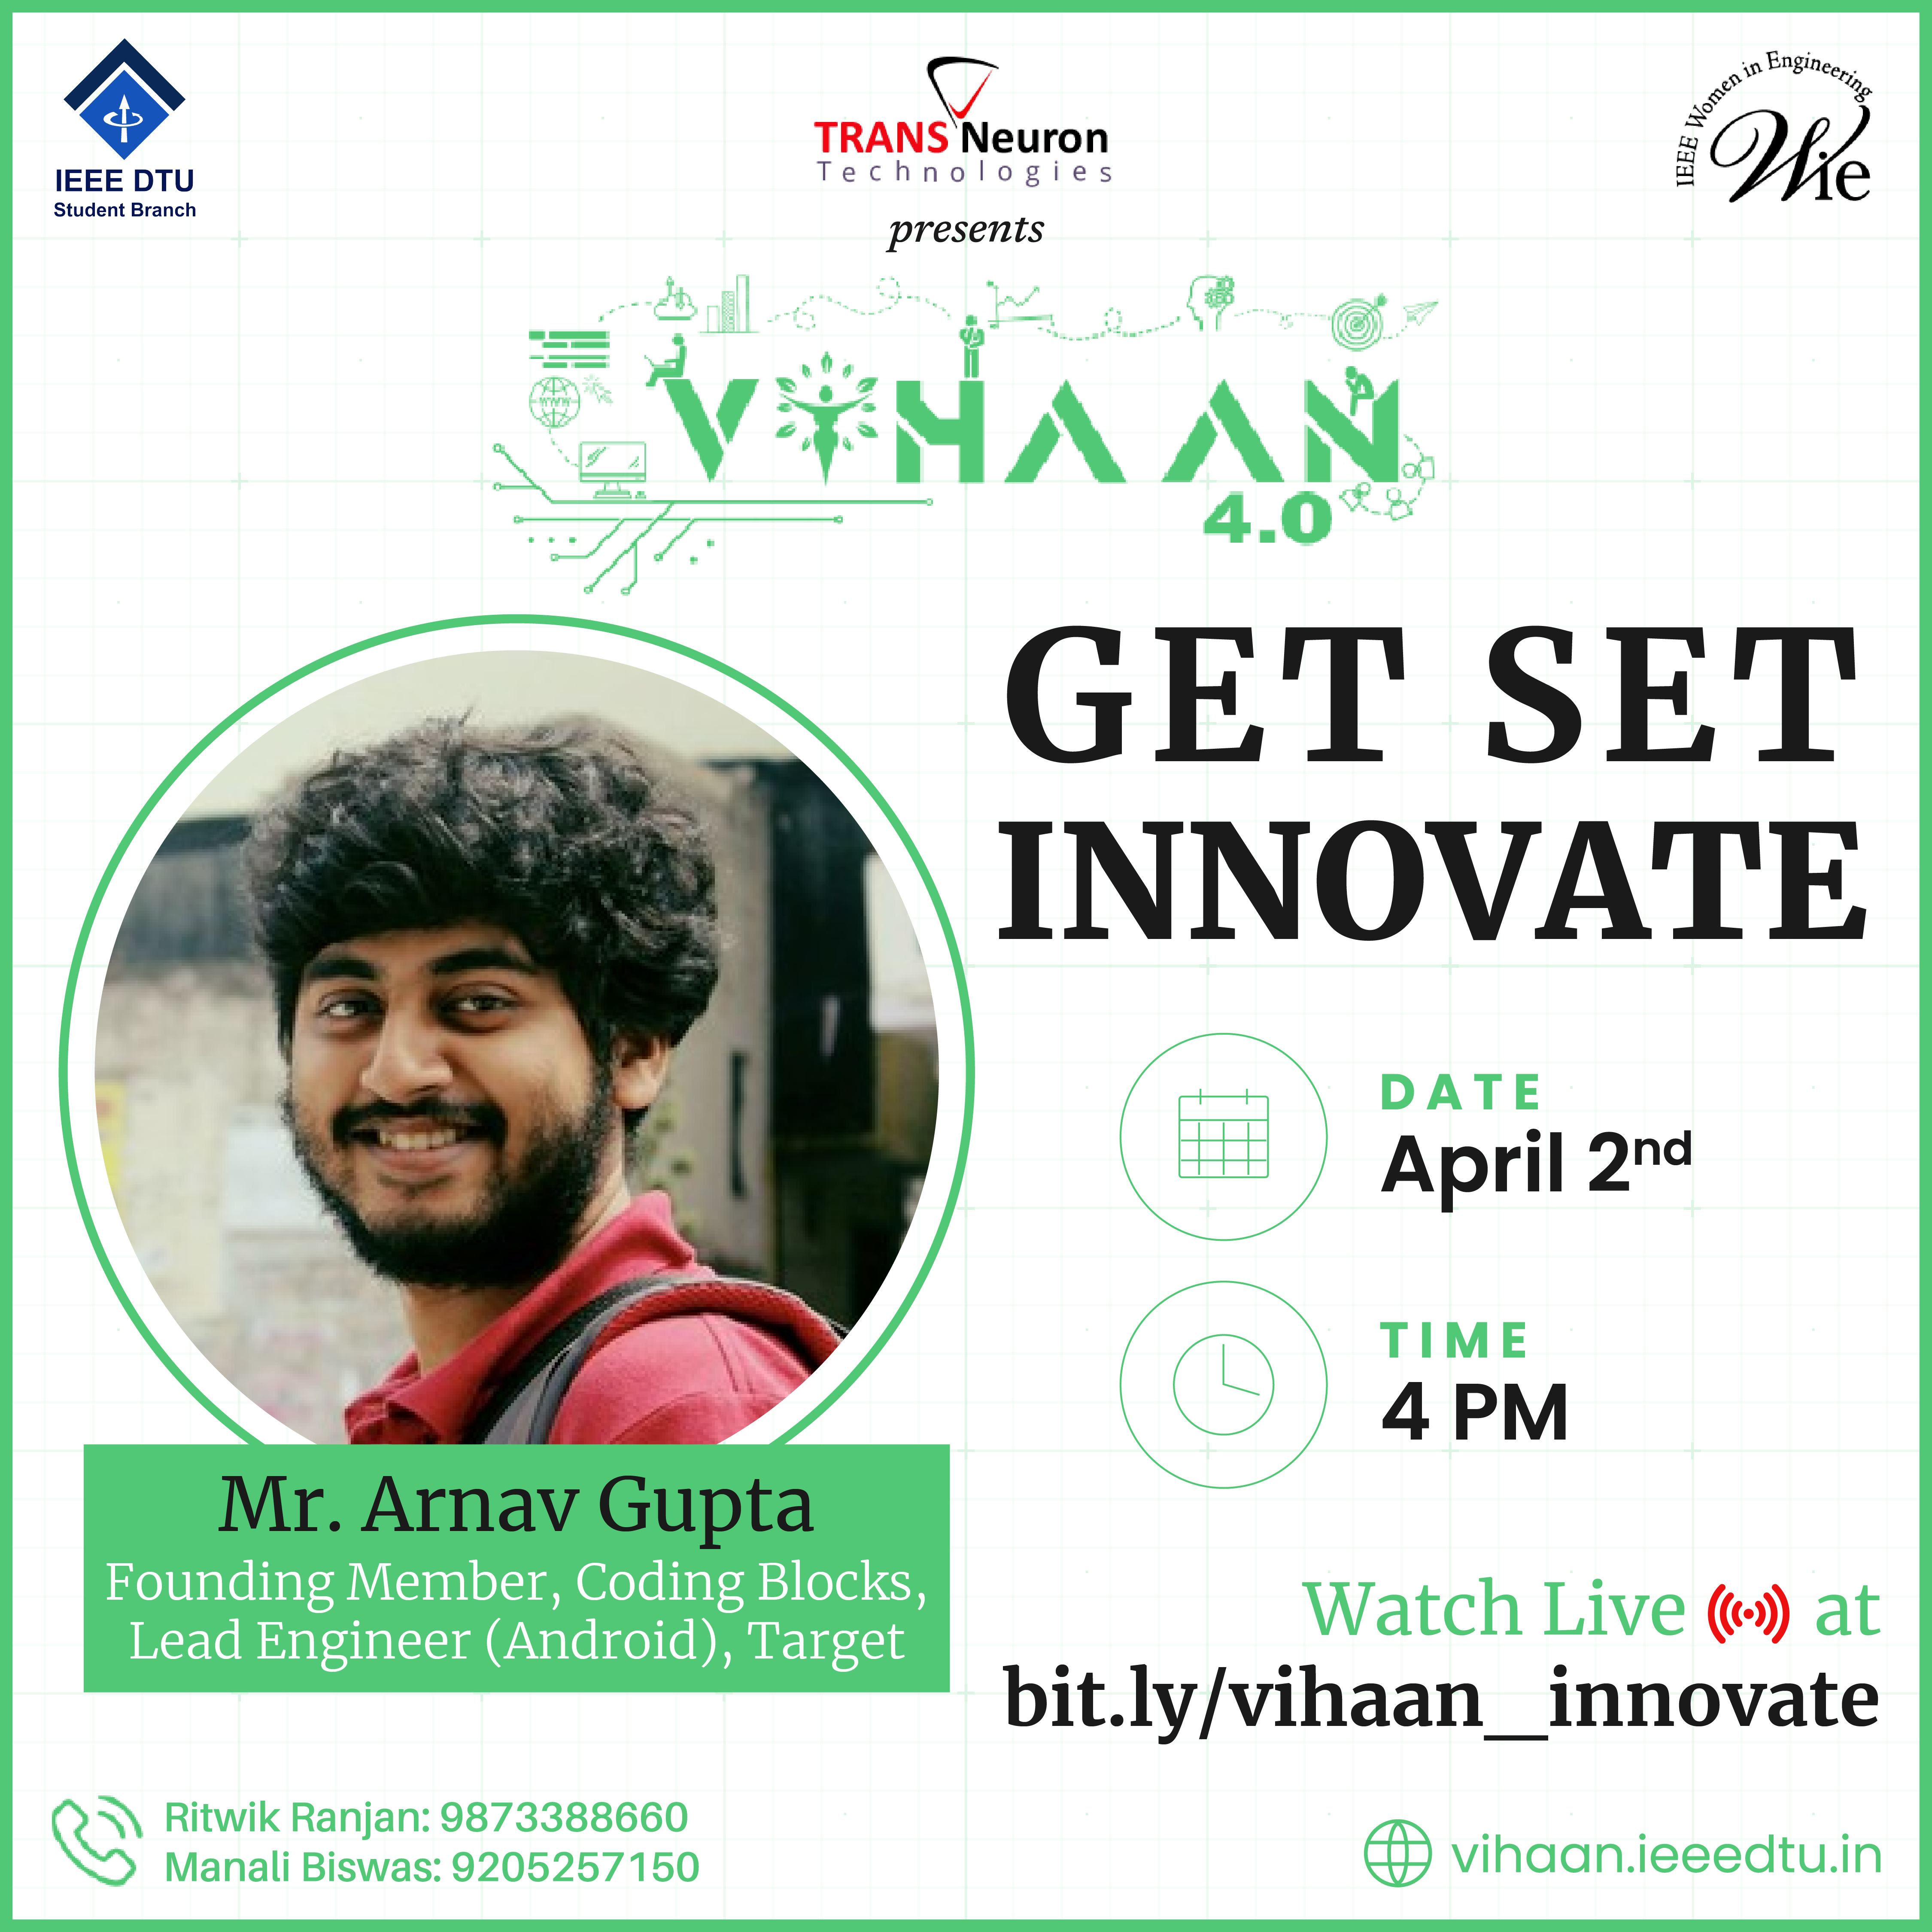 IEEE DTU
Student Branch
TRANS Neuron
Technologies
presents
IEEE Women in Engineering
Wie
WWW
VIHAAN
4.0
GET SET
INNOVATE
DATE
April 2nd
TIME
4 PM
Mr. Arnav Gupta
Founding Member, Coding Blocks,
Lead Engineer (Android), Target
Watch Live at
bit.ly/vihaan__innovate
Ritwik Ranjan: 9873388660
Manali Biswas: 9205257150
vihaan.ieeedtu.in